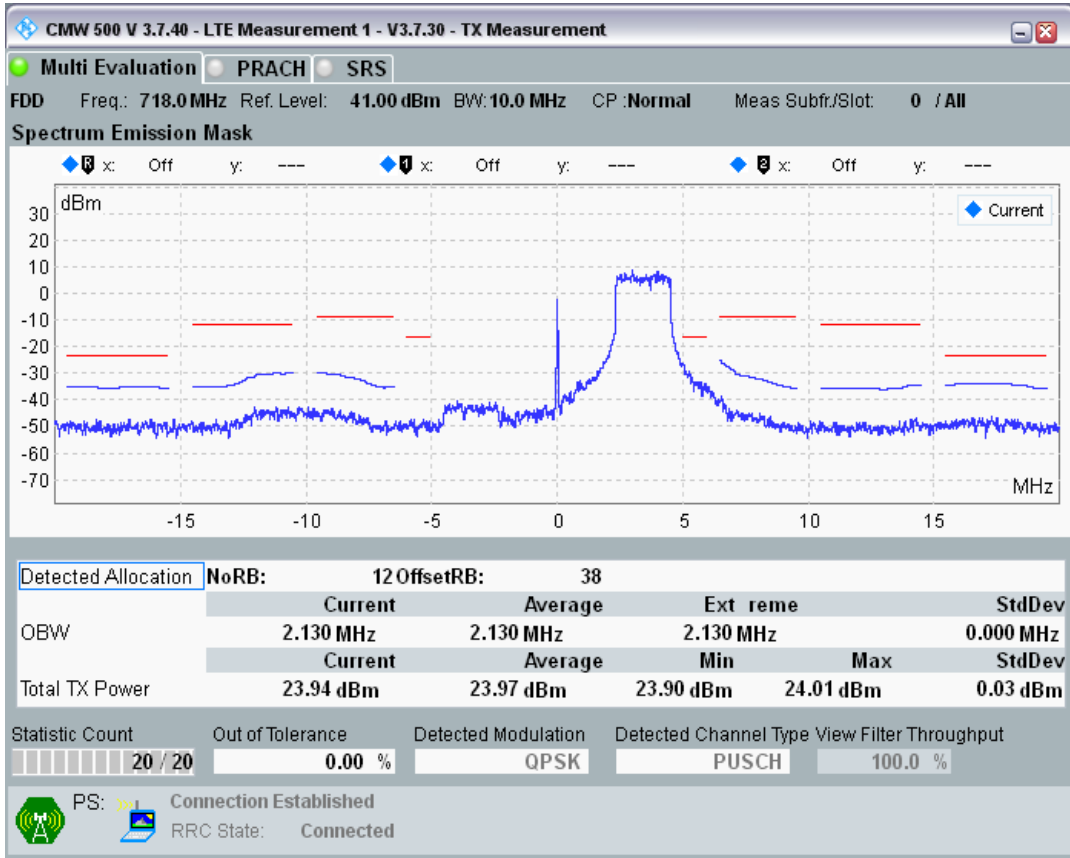 CMW 500 V 3.7.40 - LTE Measurement 1 - V3.7.30 - TX Measurement
Multi Evaluation PRACH SRS
FDD Freq.: 718.0 MHz Ref. Level: 41.00 dBm BW: 10.0 MHz CP :Normal Meas Subfr./Slot: 0 / All
Spectrum Emission Mask
R x: Off y: --- 1 x: Off y: --- 2 x: Off y: ---
dBm
Current
30
20
10
0
-10
-20
-30
-40
-50
-60
-70
MHz
-15 -10 -5 0 5 10 15
Detected Allocation NoRB: 12 OffsetRB: 38
Current Average Ext reme StdDev
OBW 2.130 MHz 2.130 MHz 2.130 MHz 0.000 MHz
Current Average Min Max StdDev
Total TX Power 23.94 dBm 23.97 dBm 23.90 dBm 24.01 dBm 0.03 dBm
Statistic Count Out of Tolerance Detected Modulation Detected Channel Type View Filter Throughput
20 / 20 0.00 % QPSK PUSCH 100.0 %
PS: Connection Established
RRC State: Connected